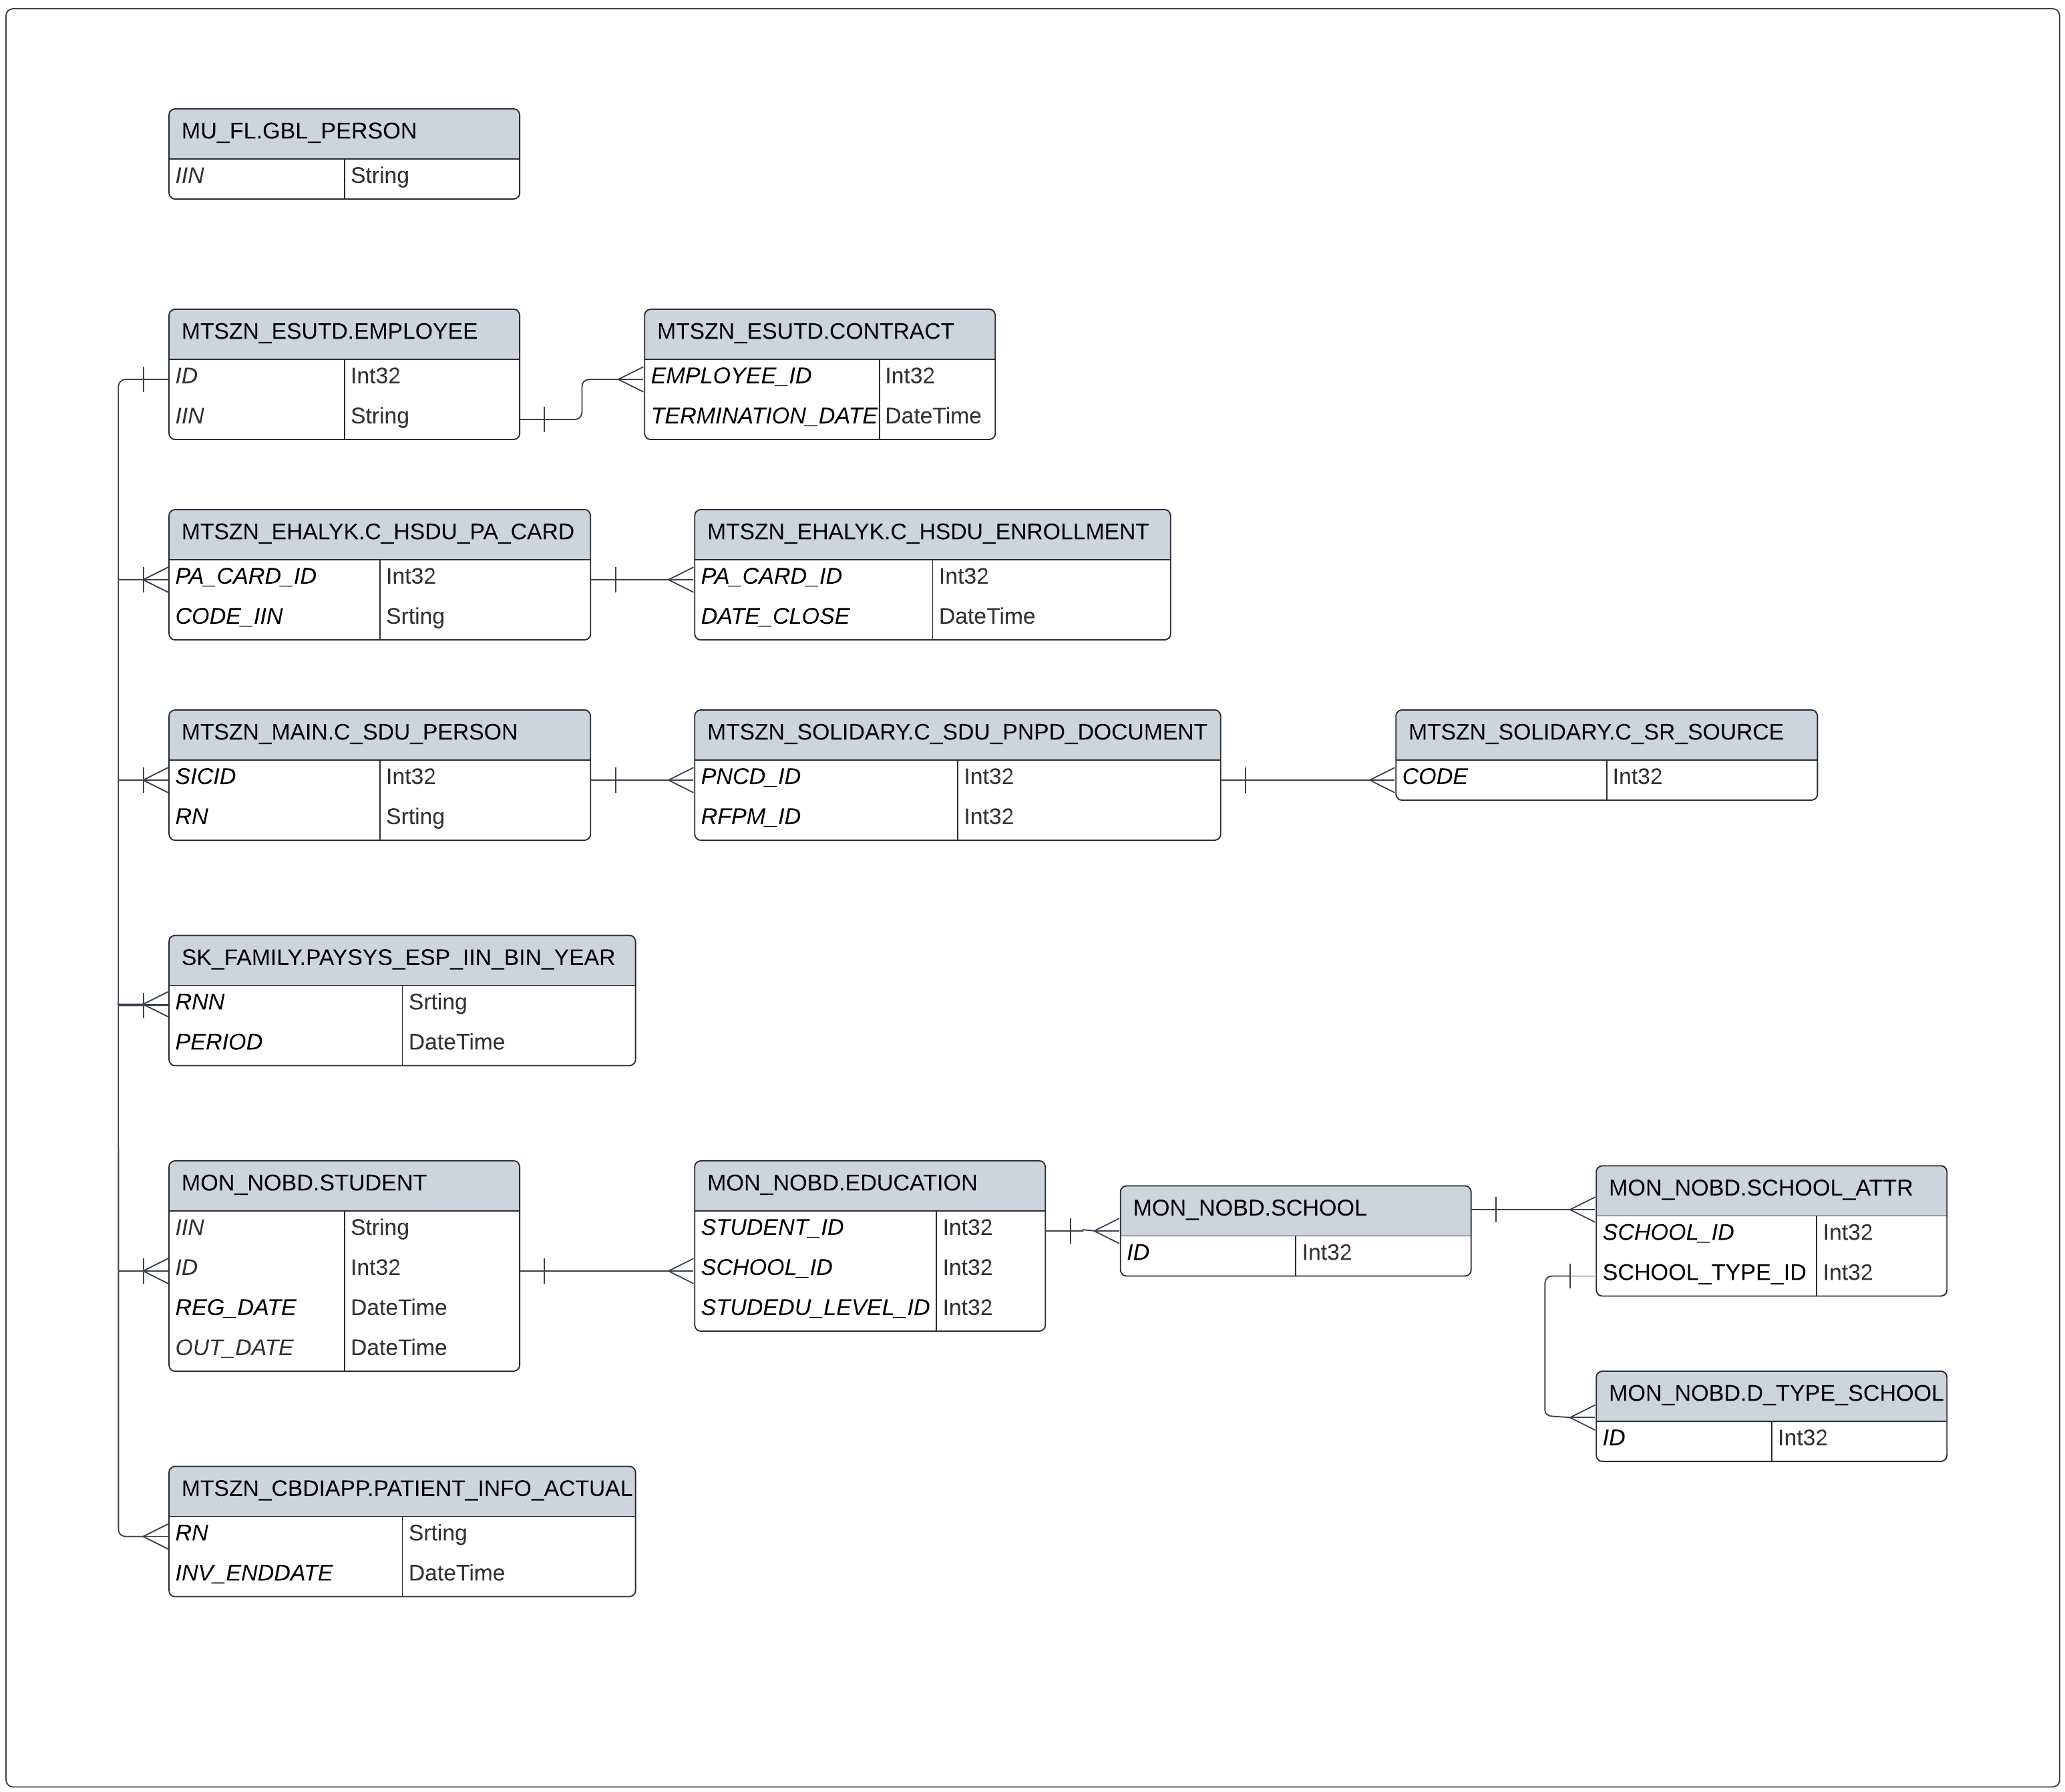 MU_FL.GBL_PERSON
IIN String
MTSZN_ESUTD.EMPLOYEE
ID Int32
IIN String
MTSZN_ESUTD.CONTRACT
EMPLOYEE_ID Int32
TERMINATION_DATE DateTime
MTSZN_EHALYK.C_HSDU_PA_CARD
PA_CARD_ID Int32
CODE_IIN Srting
MTSZN_EHALYK.C_HSDU_ENROLLMENT
PA_CARD_ID Int32
DATE_CLOSE DateTime
MTSZN_MAIN.C_SDU_PERSON
SICID Int32
RN Srting
MTSZN_SOLIDARY.C_SDU_PNPD_DOCUMENT
PNCD_ID Int32
RFPM_ID Int32
MTSZN_SOLIDARY.C_SR_SOURCE
CODE Int32
SK_FAMILY.PAYSYS_ESP_IIN_BIN_YEAR
RNN Srting
PERIOD DateTime
MON_NOBD.STUDENT
IIN String
ID Int32
REG_DATE DateTime
OUT_DATE DateTime
MON_NOBD.EDUCATION
STUDENT_ID Int32
SCHOOL_ID Int32
STUDEDU_LEVEL_ID Int32
MON_NOBD.SCHOOL
ID Int32
MON_NOBD.SCHOOL_ATTR
SCHOOL_ID Int32
SCHOOL_TYPE_ID Int32
MON_NOBD.D_TYPE_SCHOOL
ID Int32
MTSZN_CBDIAPP.PATIENT_INFO_ACTUAL
RN Srting
INV_ENDDATE DateTime